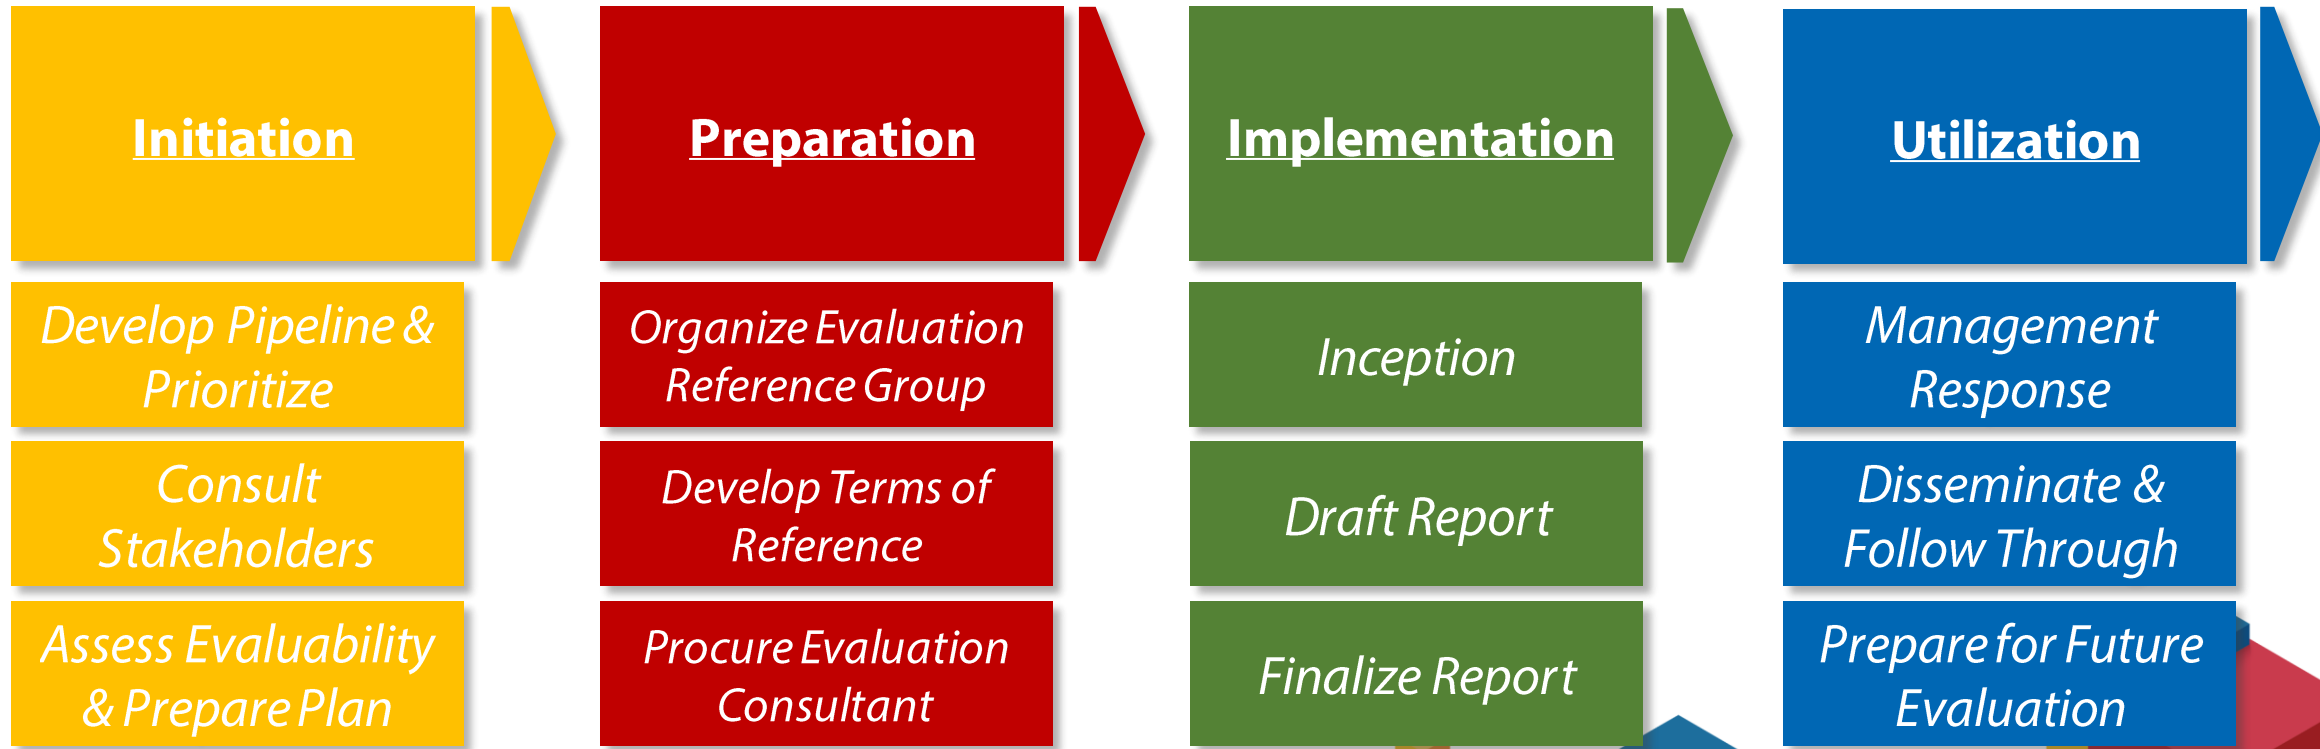 Initiation
Develop Pipeline &
Prioritize
Consult
Stakeholders
Assess Evaluability
& Prepare Plan
Preparation
Organize Evaluation
Reference Group
Develop Terms of
Reference
Procure Evaluation
Consultant
Implementation
Inception
Draft Report
Finalize Report
Utilization
Management
Response
Disseminate &
Follow Through
Prepare for Future
Evaluation